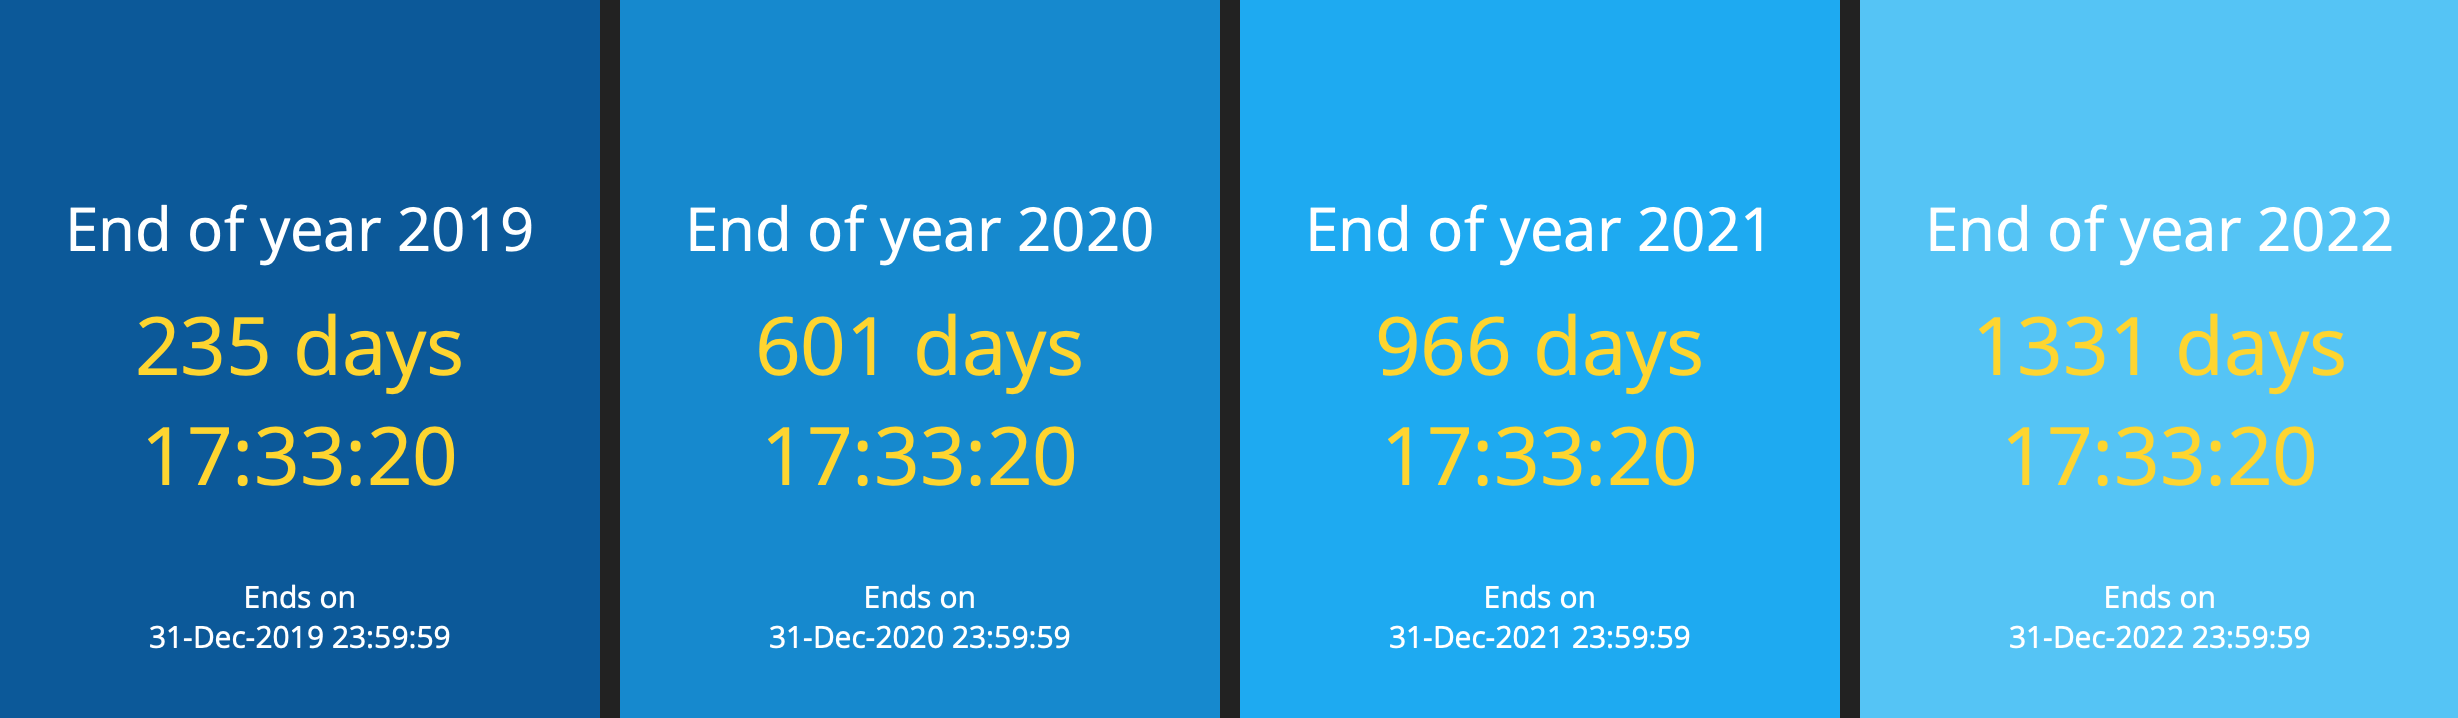 End of year 2019
235 days
17:33:20
Ends on
31-Dec-2019 23:59:59
End of year 2020
601 days
17:33:20
Ends on
31-Dec-2020 23:59:59
End of year 2021
966 days
17:33:20
Ends on
31-Dec-2021 23:59:59
End of year 2022
1331 days
17:33:20
Ends on
31-Dec-2022 23:59:59